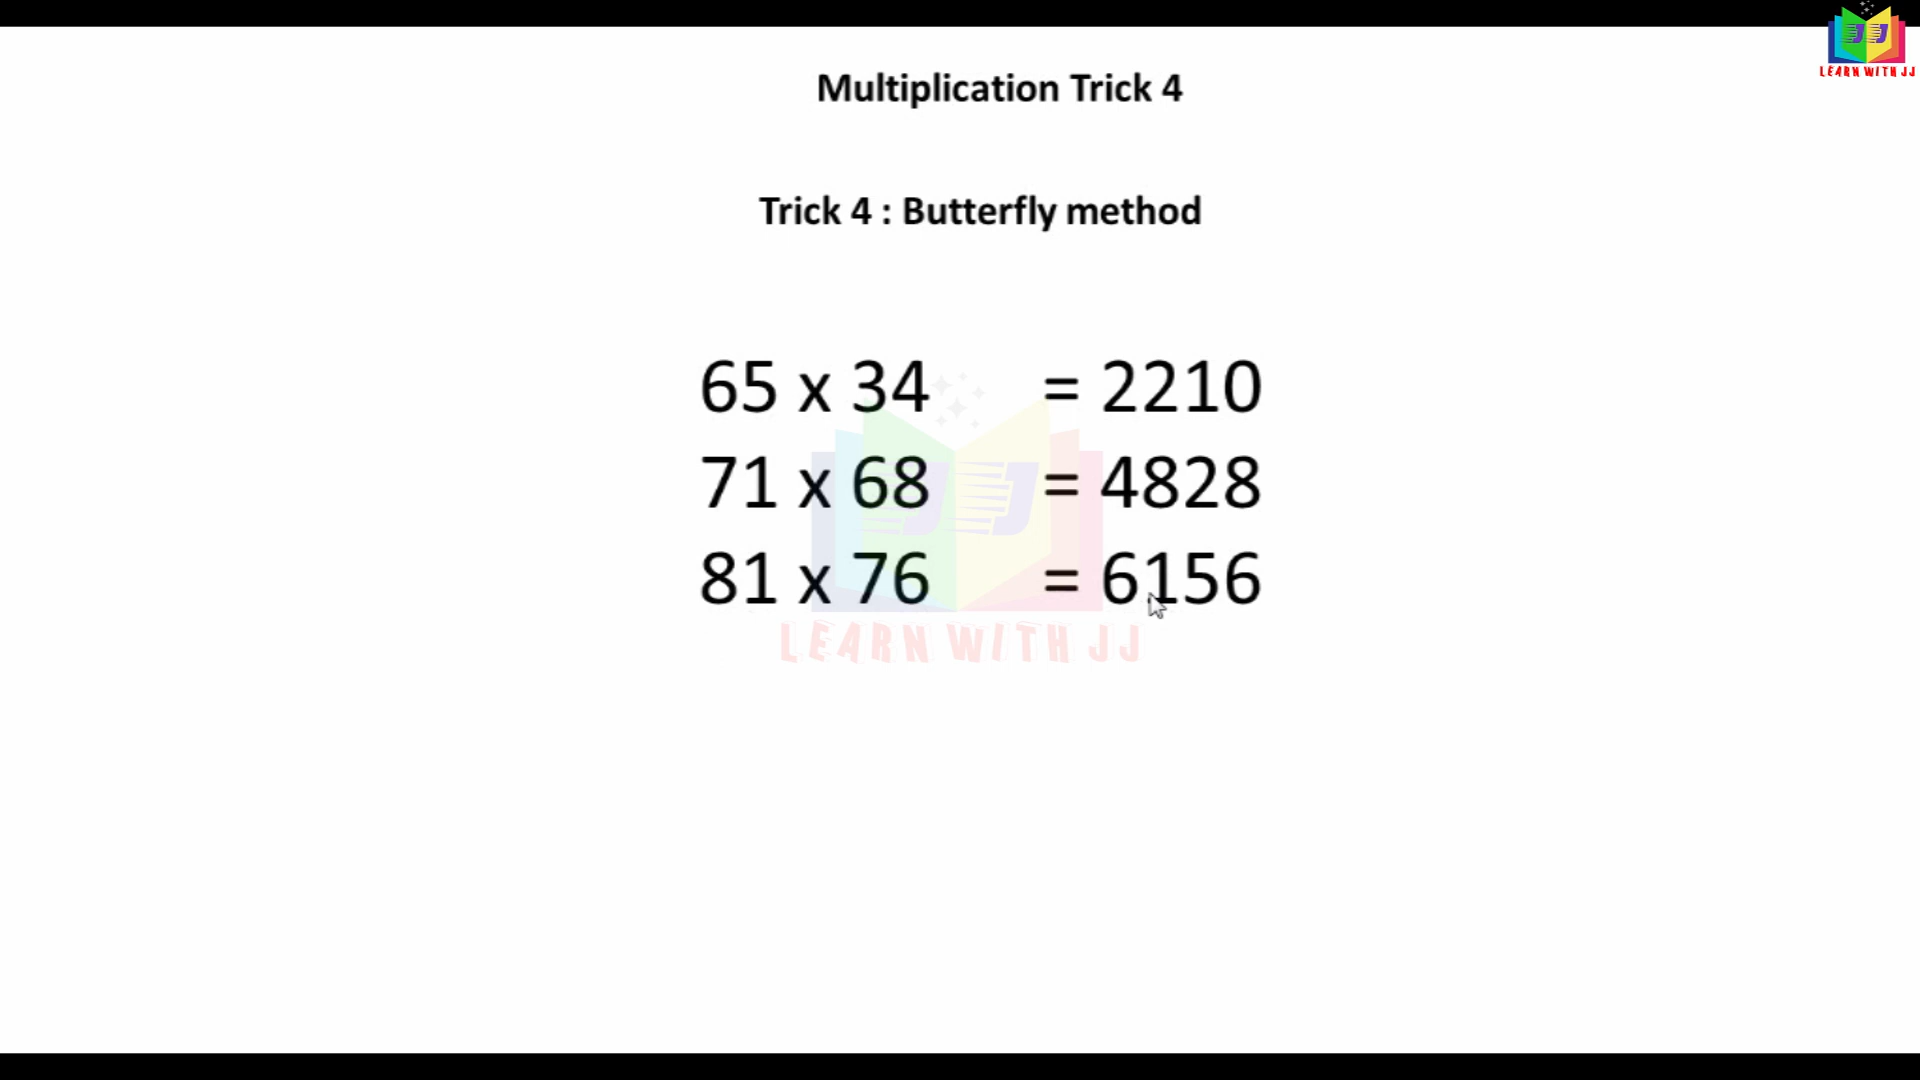 LEARN WITH JJ
Multiplication Trick 4
Trick 4 : Butterfly method
65 x 34 = 2210
71 x 68 = 4828
81 x 76 = 6156
JJ
LEARN WITH JJ